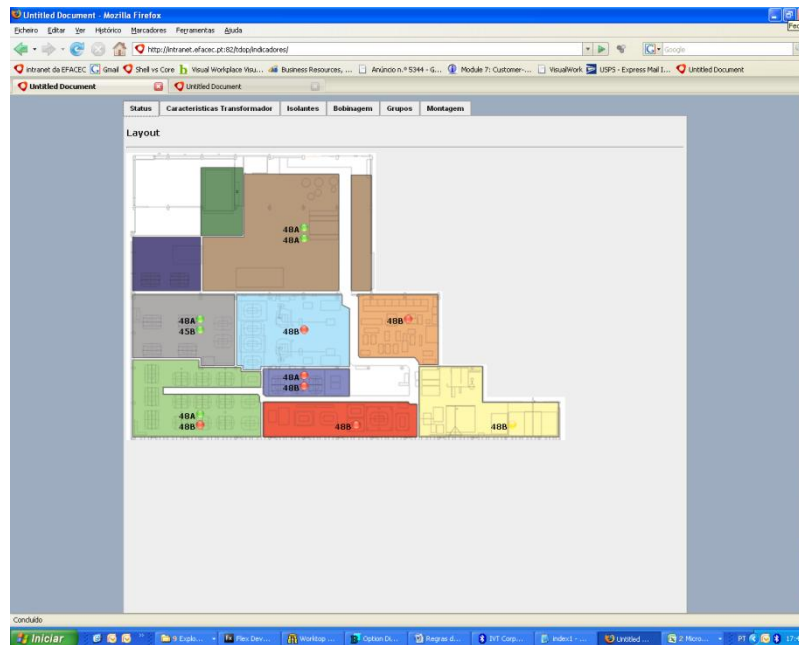 Untitled Document - Mozilla Firefox
Ficheiro Editar Ver Histórico Marcadores Ferramentas Ajuda
http://intranet.efacec.pt:82/tdop/indicadores/
Google
intranet da EFACEC Gmail Shell vs Core Visual Workplace Visu... Business Resources, ... Anúncio n.º 5344 - G... Module 7: Customer-... VisualWork USPS - Express Mail I... Untitled Document
Untitled Document Untitled Document
Status Caracteristicas Transformador Isolantes Bobinagem Grupos Montagem
Layout
48A
48A
48A
45B
48B
48B
48A
48B
48A
48B
48B
48B
Concluído
Iniciar 9 Explo... Flex Dev... Worktop ... Option Di... Regras d... IVT Corp... index1 - ... Untitled ... 2 Micro... PT